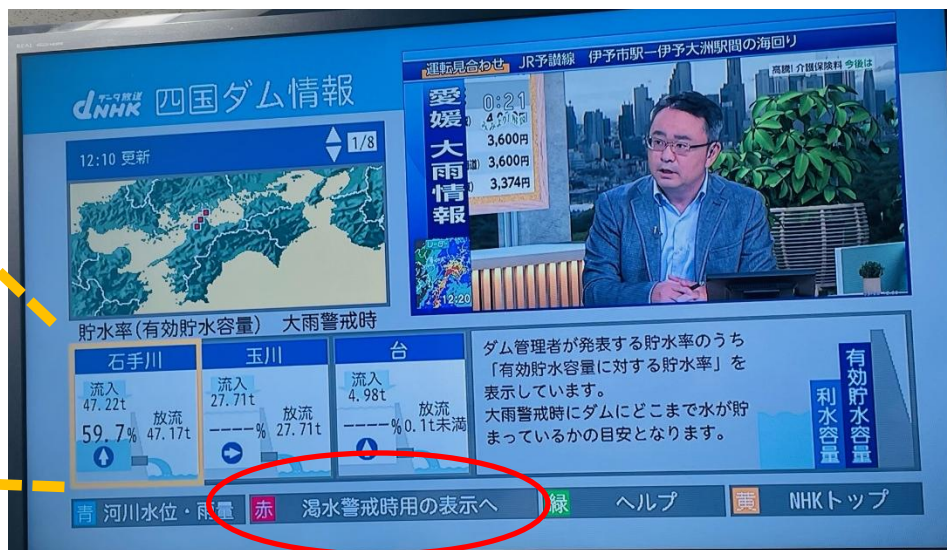 データ放送
dNHK 四国ダム情報
12:10 更新
1/8
運転見合わせ JR予讃線 伊予市駅ー伊予大洲駅間の海回り
高騰!介護保険料 今後は
愛媛 大雨情報
0:21
3,600円
3,600円
3,374円
レーダー
12:20
貯水率(有効貯水容量) 大雨警戒時
石手川
流入
47.22t
59.7%
放流
47.17t
玉川
流入
27.71t
----%
放流
27.71t
台
流入
4.98t
----%
放流
0.1t未満
ダム管理者が発表する貯水率のうち
「有効貯水容量に対する貯水率」を
表示しています。
大雨警戒時にダムにどこまで水が貯
まっているかの目安となります。
利水容量
有効貯水容量
青 河川水位・雨量
赤 渇水警戒時用の表示へ
緑 ヘルプ
黄 NHKトップ